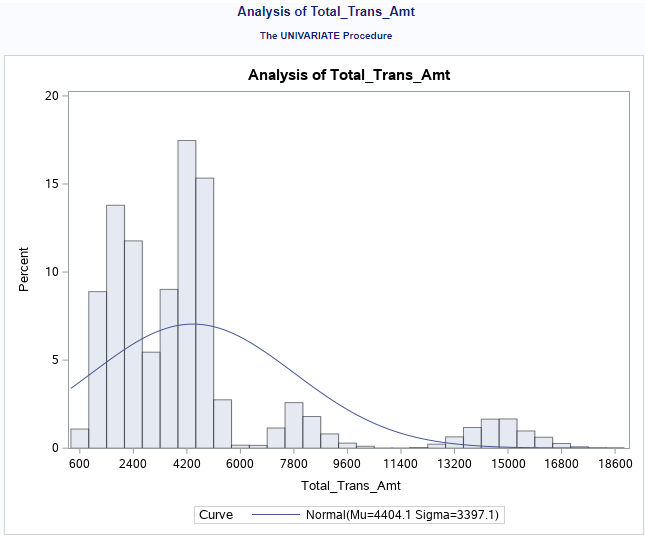 Analysis of Total_Trans_Amt
The UNIVARIATE Procedure
Analysis of Total_Trans_Amt
20
15
10
5
0
Percent
600 2400 4200 6000 7800 9600 11400 13200 15000 16800 18600
Total_Trans_Amt
Curve Normal(Mu=4404.1 Sigma=3397.1)